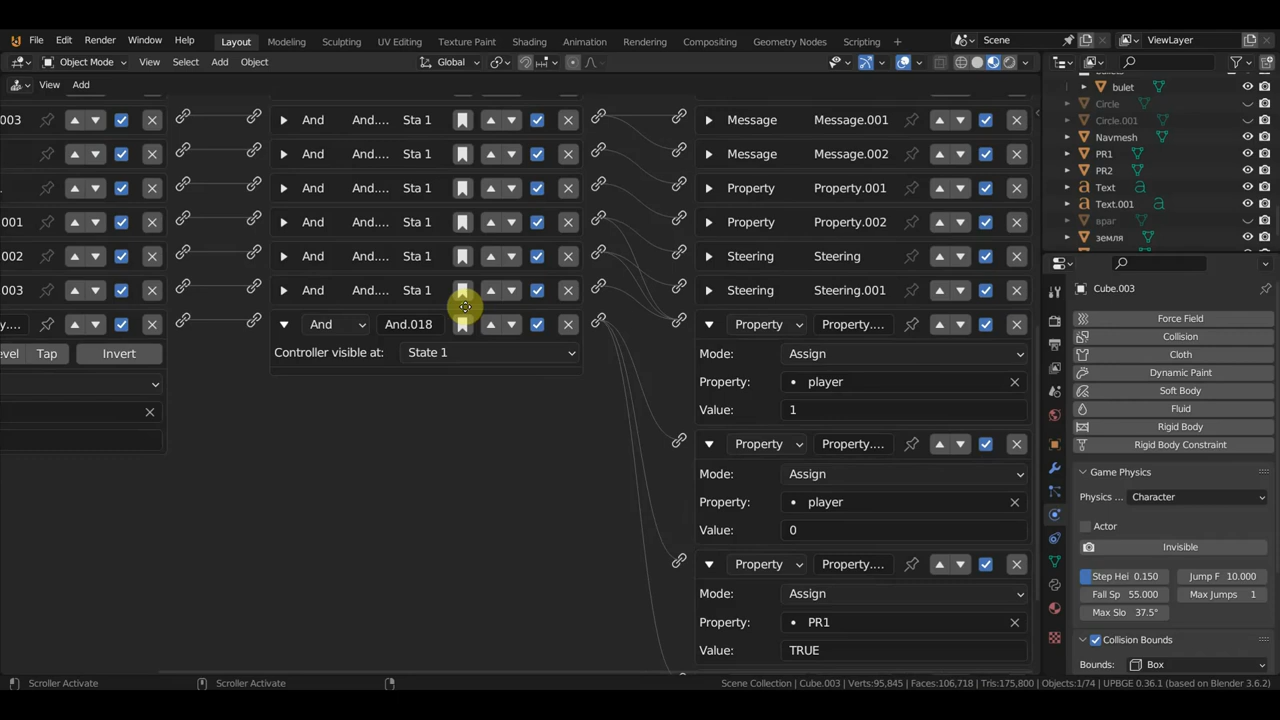 File Edit Render Window Help Layout Modeling Sculpting UV Editing Texture Paint Shading Animation Rendering Compositing Geometry Nodes Scripting + Scene ViewLayer
Object Mode View Select Add Object Global
View Add
bulet
Circle
Circle.001
Navmesh
PR1
PR2
Text
Text.001
враг
земля
003 And And.... Sta 1 Message Message.001
And And.... Sta 1 Message Message.002
And And.... Sta 1 Property Property.001
001 And And.... Sta 1 Property Property.002
002 And And.... Sta 1 Steering Steering
003 And And.... Sta 1 Steering Steering.001
y.... And And.018 Property Property....
evel Tap Invert Controller visible at: State 1 Mode: Assign
Property: player
Value: 1
Property Property....
Mode: Assign
Property: player
Value: 0
Property Property....
Mode: Assign
Property: PR1
Value: TRUE
Cube.003
Force Field
Collision
Cloth
Dynamic Paint
Soft Body
Fluid
Rigid Body
Rigid Body Constraint
Game Physics
Physics ... Character
Actor
Invisible
Step Hei 0.150 Jump F 10.000
Fall Sp 55.000 Max Jumps 1
Max Slo 37.5°
Collision Bounds
Bounds: Box
Scroller Activate Scroller Activate Scene Collection | Cube.003 | Verts:95,845 | Faces:106,718 | Tris:175,800 | Objects:1/74 | UPBGE 0.36.1 (based on Blender 3.6.2)